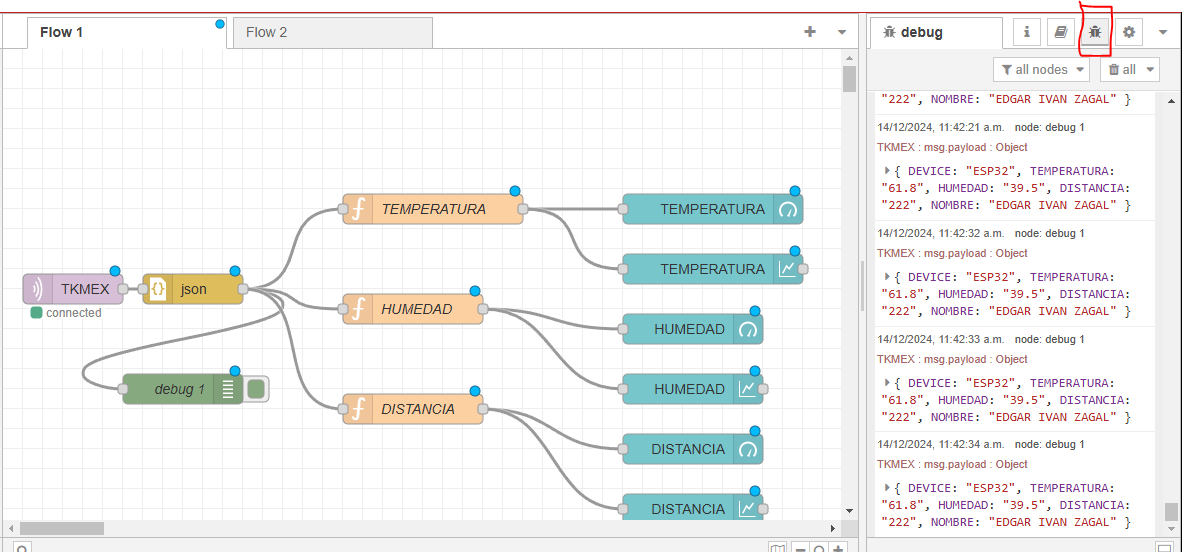 Flow 1
Flow 2
TEMPERATURA
TEMPERATURA
TEMPERATURA
TKMEX
json
connected
HUMEDAD
HUMEDAD
HUMEDAD
debug 1
DISTANCIA
DISTANCIA
DISTANCIA
debug
all nodes
all
"222", NOMBRE: "EDGAR IVAN ZAGAL" }
14/12/2024, 11:42:21 a.m. node: debug 1
TKMEX : msg.payload : Object
{ DEVICE: "ESP32", TEMPERATURA:
"61.8", HUMEDAD: "39.5", DISTANCIA:
"222", NOMBRE: "EDGAR IVAN ZAGAL" }
14/12/2024, 11:42:32 a.m. node: debug 1
TKMEX : msg.payload : Object
{ DEVICE: "ESP32", TEMPERATURA:
"61.8", HUMEDAD: "39.5", DISTANCIA:
"222", NOMBRE: "EDGAR IVAN ZAGAL" }
14/12/2024, 11:42:33 a.m. node: debug 1
TKMEX : msg.payload : Object
{ DEVICE: "ESP32", TEMPERATURA:
"61.8", HUMEDAD: "39.5", DISTANCIA:
"222", NOMBRE: "EDGAR IVAN ZAGAL" }
14/12/2024, 11:42:34 a.m. node: debug 1
TKMEX : msg.payload : Object
{ DEVICE: "ESP32", TEMPERATURA:
"61.8", HUMEDAD: "39.5", DISTANCIA:
"222", NOMBRE: "EDGAR IVAN ZAGAL" }